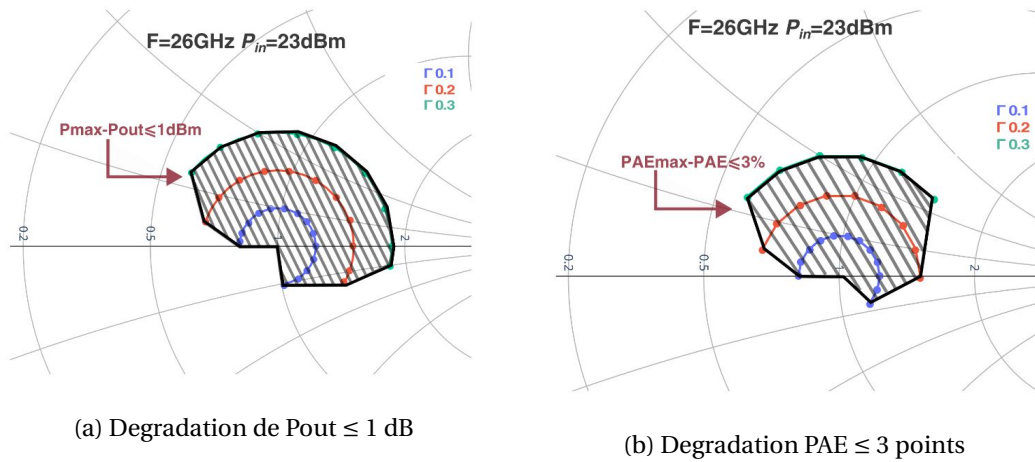 F=26GHz Pin=23dBm
Γ 0.1
Γ 0.2
Γ 0.3
Pmax-Pout⩽1dBm
0.2
0.5
1
2
(a) Degradation de Pout ≤ 1 dB
F=26GHz Pin=23dBm
Γ 0.1
Γ 0.2
Γ 0.3
PAEmax-PAE⩽3%
0.2
0.5
1
2
(b) Degradation PAE ≤ 3 points